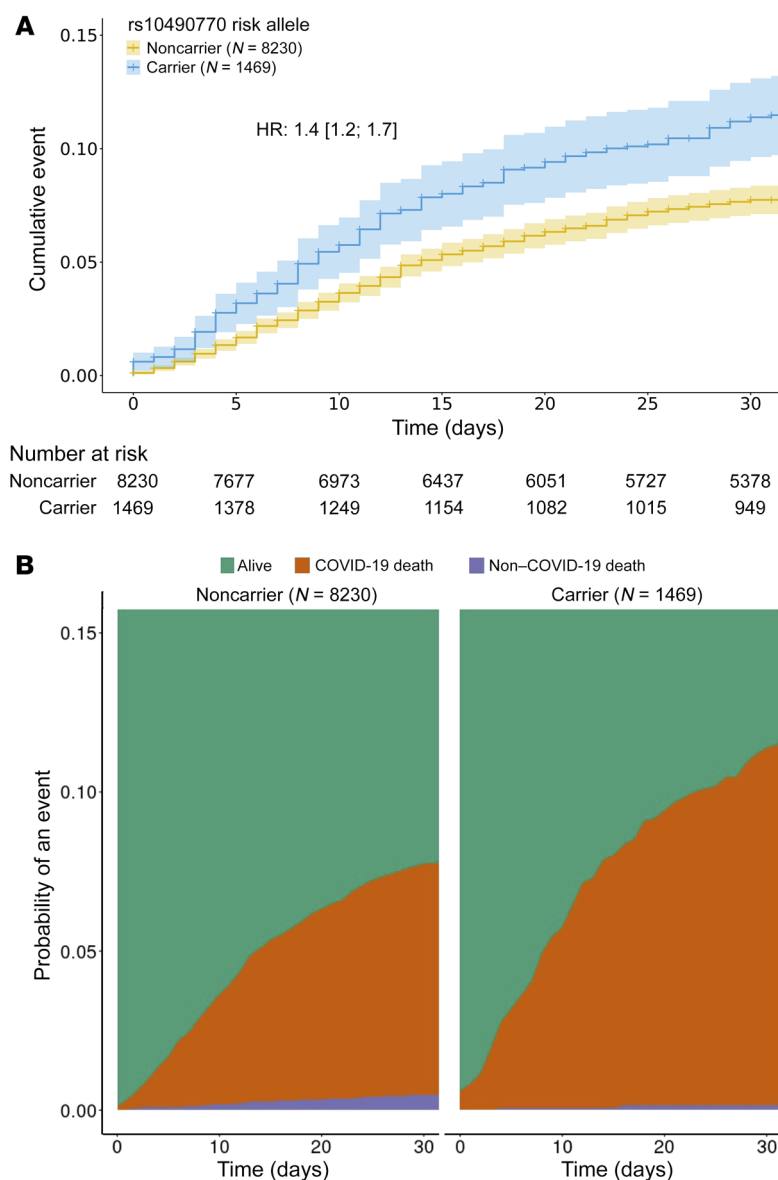 A
rs10490770 risk allele
Noncarrier (N = 8230)
Carrier (N = 1469)
HR: 1.4 [1.2; 1.7]
Cumulative event
0.15
0.10
0.05
0.00
0 5 10 15 20 25 30
Time (days)
Number at risk
Noncarrier 8230 7677 6973 6437 6051 5727 5378
Carrier 1469 1378 1249 1154 1082 1015 949
B
Alive COVID-19 death Non–COVID-19 death
Noncarrier (N = 8230) Carrier (N = 1469)
Probability of an event
0.15
0.10
0.05
0.00
0 10 20 30 0 10 20 30
Time (days) Time (days)